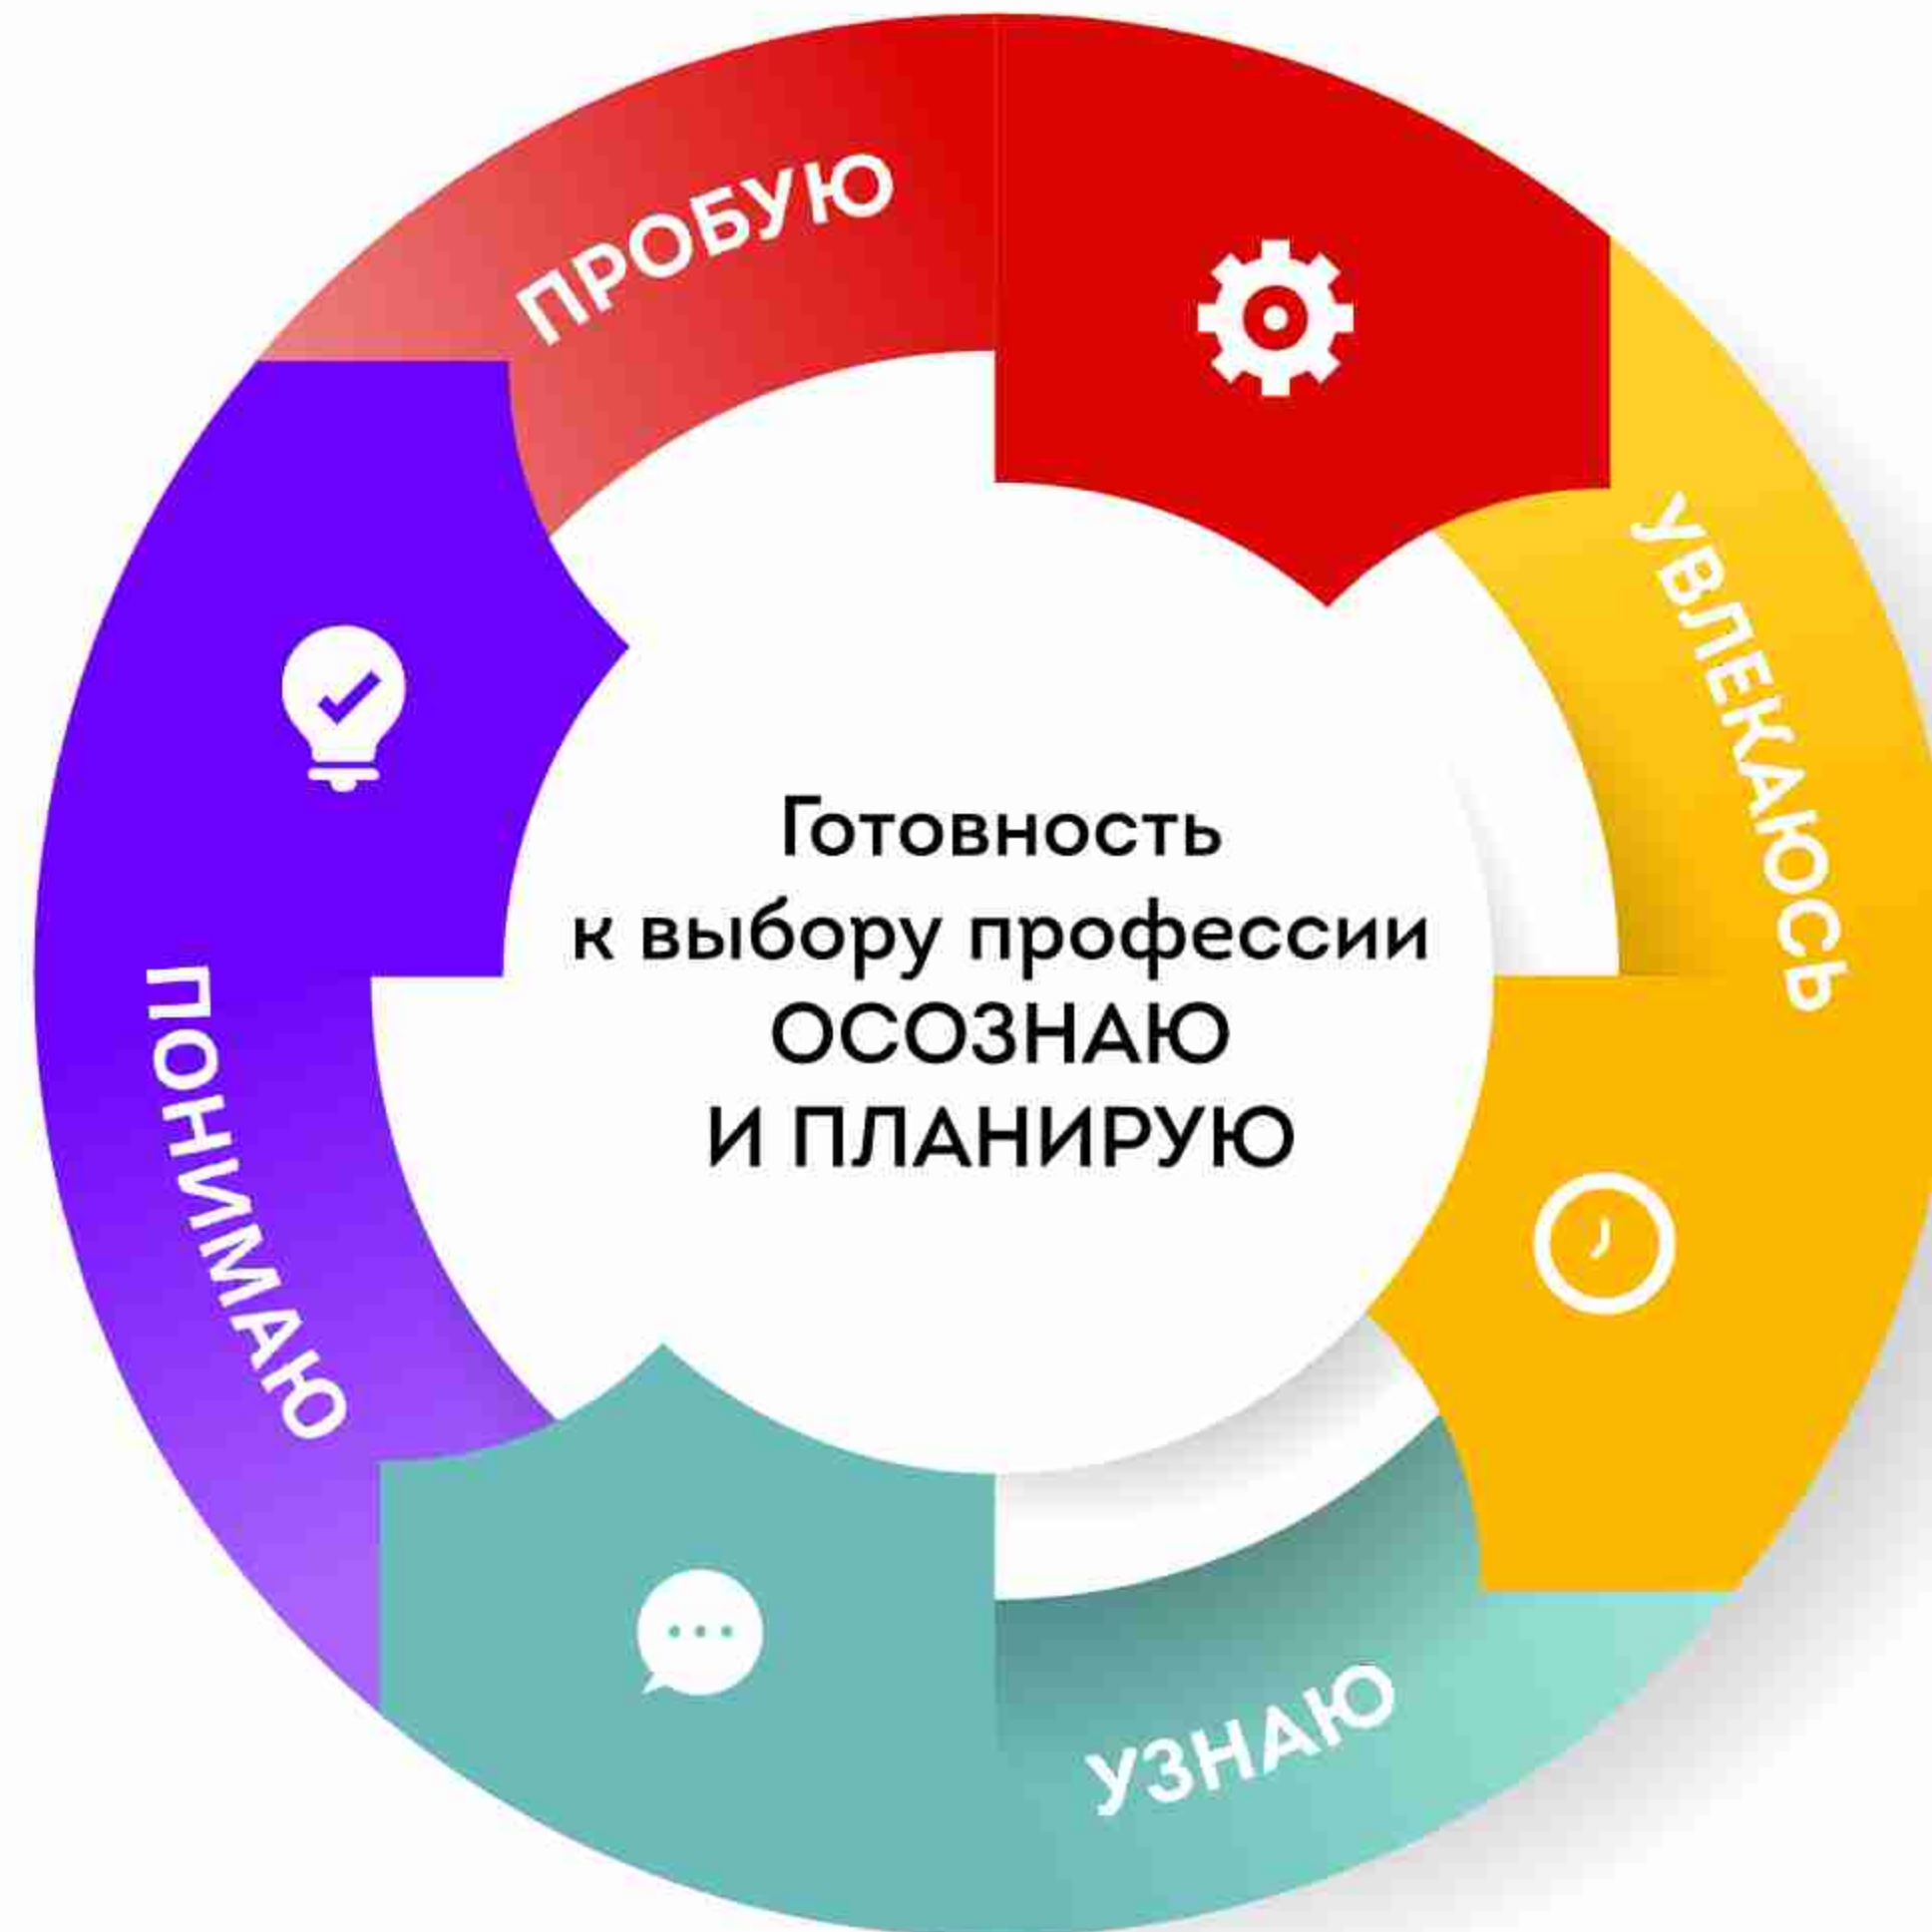 ПРОБУЮ
УВЛЕКАЮСЬ
Готовность
к выбору профессии
ОСОЗНАЮ
И ПЛАНИРУЮ
ПОНИМАЮ
УЗНАЮ